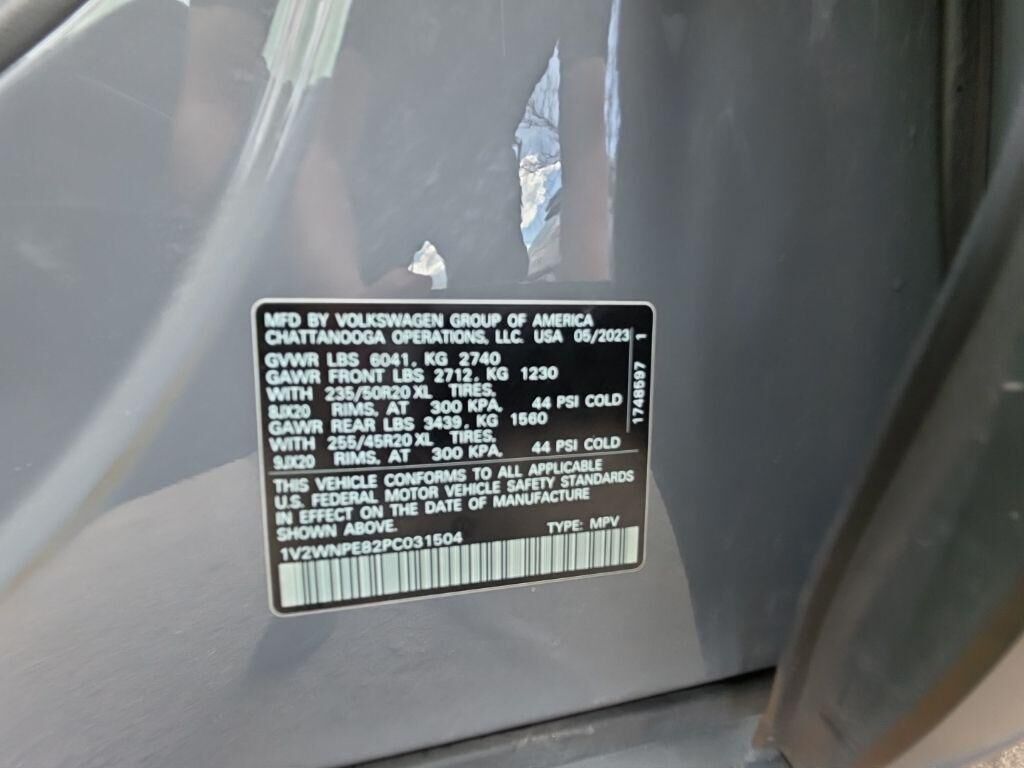 MFD BY VOLKSWAGEN GROUP OF AMERICA
CHATTANOOGA OPERATIONS, LLC. USA 05/2023 1
GVWR LBS 6041, KG 2740
GAWR FRONT LBS 2712, KG 1230
WITH 235/50R20 XL TIRES,
8JX20 RIMS, AT 300 KPA, 44 PSI COLD
GAWR REAR LBS 3439, KG 1560
WITH 255/45R20 XL TIRES,
9JX20 RIMS, AT 300 KPA, 44 PSI COLD
1748697
THIS VEHICLE CONFORMS TO ALL APPLICABLE
U.S. FEDERAL MOTOR VEHICLE SAFETY STANDARDS
IN EFFECT ON THE DATE OF MANUFACTURE
SHOWN ABOVE.
TYPE: MPV
1V2WNPE82PC031504